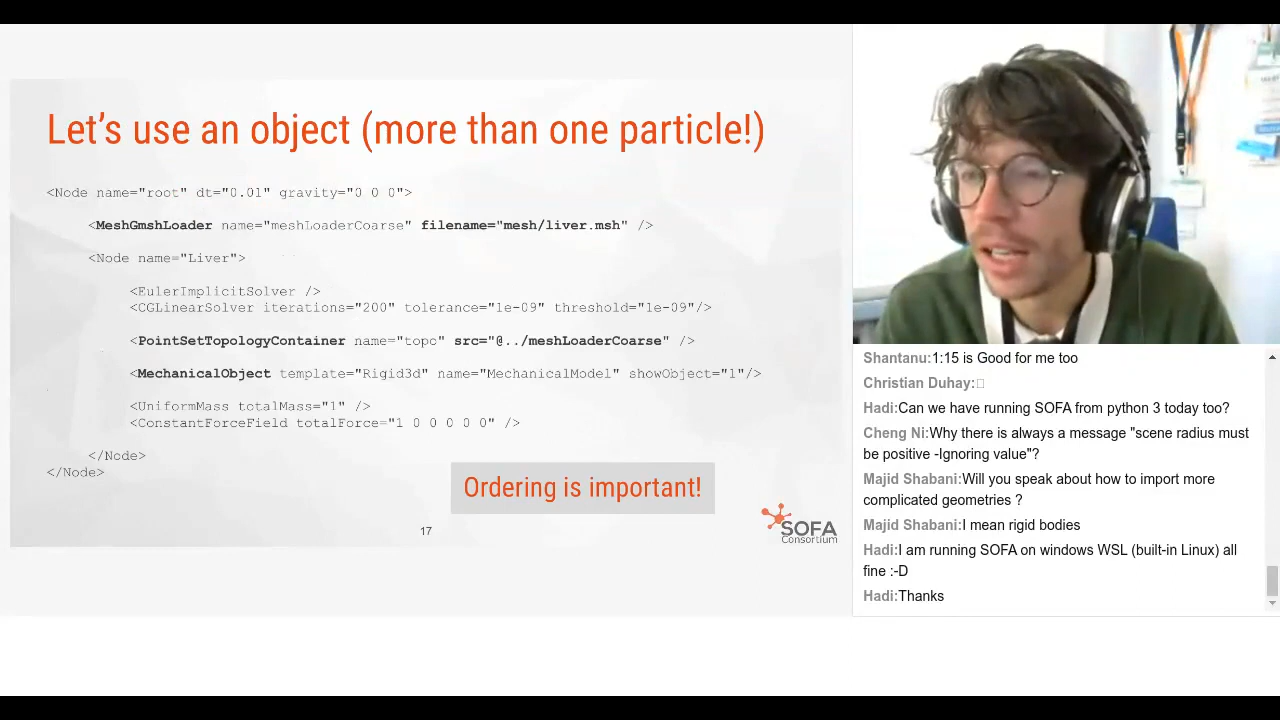 Let's use an object (more than one particle!)
<Node name="root" dt="0.01" gravity="0 0 0">
<MeshGmshLoader name="meshLoaderCoarse" filename="mesh/liver.msh" />
<Node name="Liver">
<EulerImplicitSolver />
<CGLinearSolver iterations="200" tolerance="1e-09" threshold="1e-09"/>
<PointSetTopologyContainer name="topo" src="@../meshLoaderCoarse" />
<MechanicalObject template="Rigid3d" name="MechanicalModel" showObject="1"/>
<UniformMass totalMass="1" />
<ConstantForceField totalForce="1 0 0 0 0 0" />
</Node>
</Node>
Ordering is important!
17
SOFA
Consortium
Shantanu:1:15 is Good for me too
Christian Duhay:
Hadi:Can we have running SOFA from python 3 today too?
Cheng Ni:Why there is always a message "scene radius must
be positive -Ignoring value"?
Majid Shabani:Will you speak about how to import more
complicated geometries ?
Majid Shabani:I mean rigid bodies
Hadi:I am running SOFA on windows WSL (built-in Linux) all
fine :-D
Hadi:Thanks